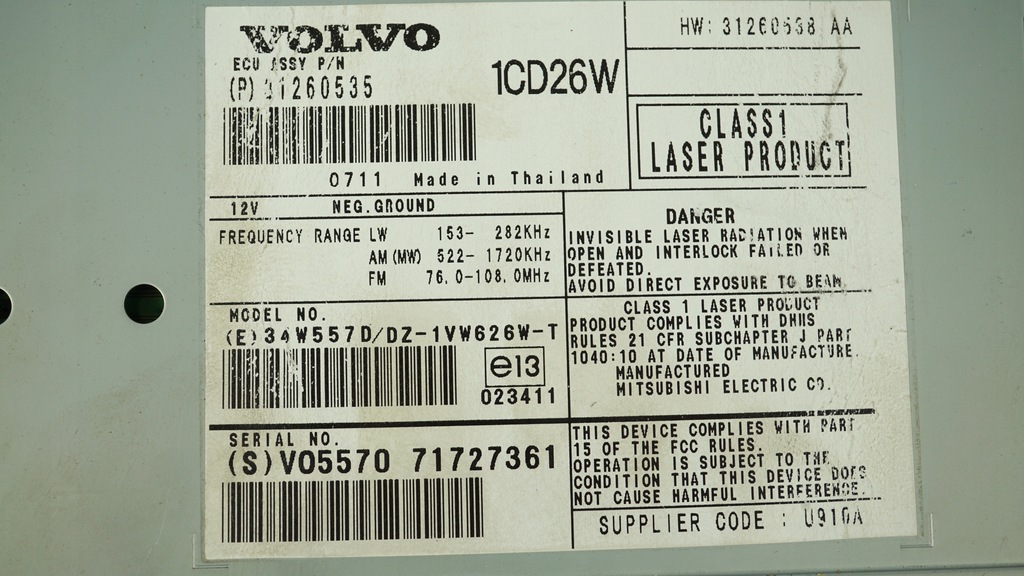 VOLVO
ECU ASSY P/N
(P) 31260535
1CD26W
0711 Made in Thailand
HW: 31260538 AA
CLASS1
LASER PRODUCT
12V NEG.GROUND
FREQUENCY RANGE LW 153- 282KHz
AM (MW) 522- 1720KHz
FM 76.0-108.0MHz
DANGER
INVISIBLE LASER RADIATION WHEN
OPEN AND INTERLOCK FAILED OR
DEFEATED.
AVOID DIRECT EXPOSURE TO BEAM
MODEL NO.
(E) 34W557D/DZ-1VW626W-T
e13
023411
CLASS 1 LASER PRODUCT
PRODUCT COMPLIES WITH DHHS
RULES 21 CFR SUBCHAPTER J PART
1040:10 AT DATE OF MANUFACTURE.
MANUFACTURED
MITSUBISHI ELECTRIC CO.
SERIAL NO.
(S)VO5570 71727361
THIS DEVICE COMPLIES WITH PART
15 OF THE FCC RULES.
OPERATION IS SUBJECT TO THE
CONDITION THAT THIS DEVICE DOES
NOT CAUSE HARMFUL INTERFERENCE.
SUPPLIER CODE : U910A